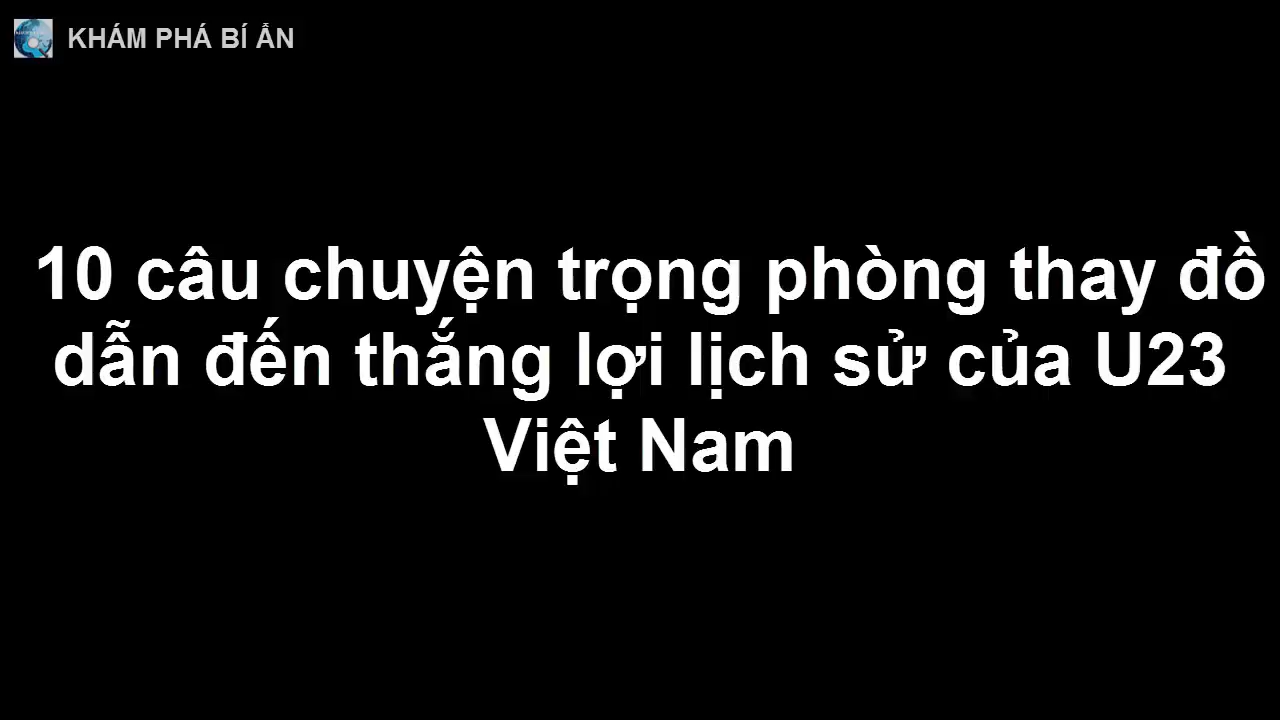 KHÁM PHÁ BÍ ẨN
10 câu chuyện trọng phòng thay đồ
dẫn đến thắng lợi lịch sử của U23
Việt Nam